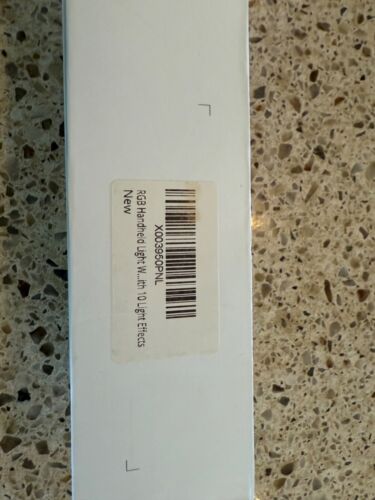 X003950PNL
RGB Handheld Light W...ith 10 Light Effects
New